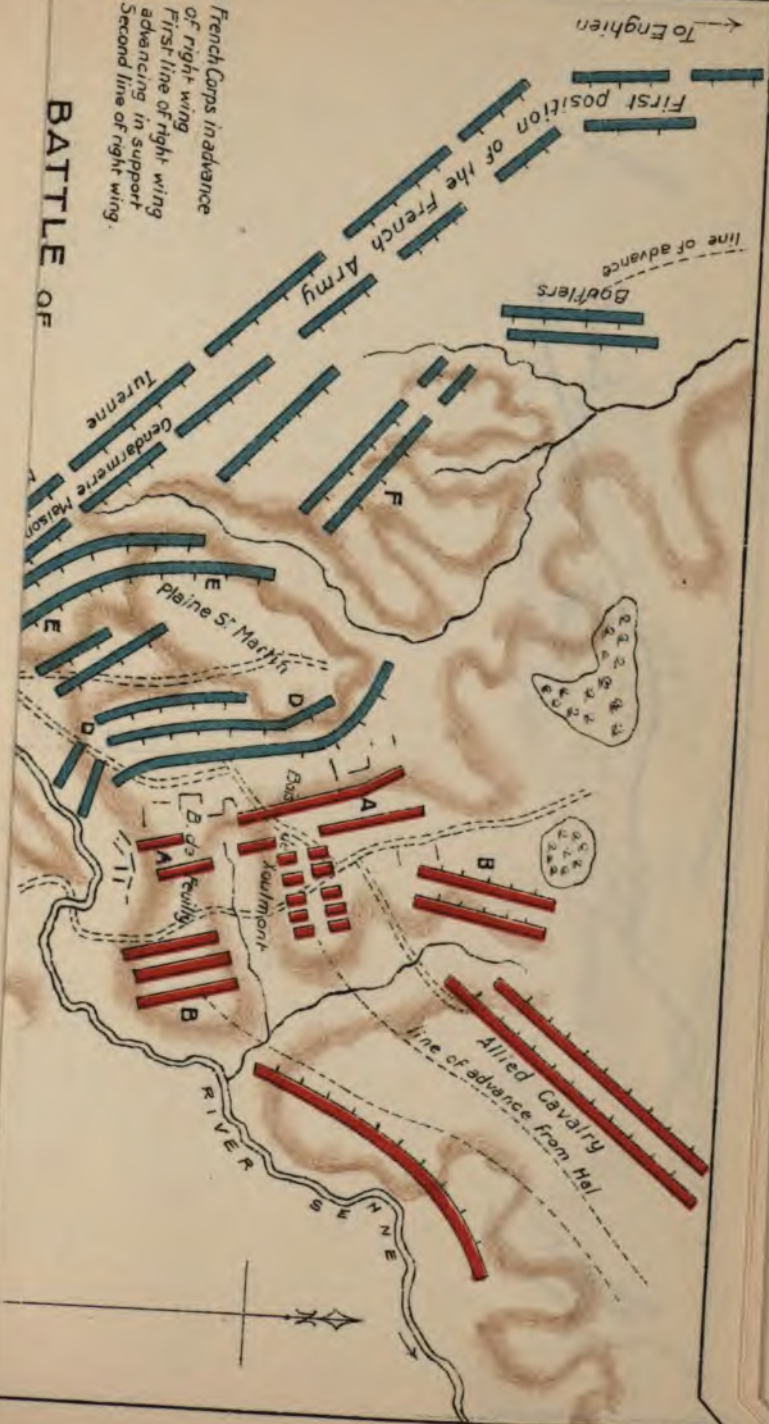 To Enghien
First position of the French Army
line of advance
Boufflers
French Corps in advance
of right wing
First line of right wing
advancing in support
Second line of right wing.
BATTLE OF
Turenne
Gendarmerie Maison
F
E
E
Plaine St. Martin
D
D
A
Bois de Xoulmont
B
A
B. de Feuilly
B
Allied Cavalry
line of advance from Hal
RIVER SENNE